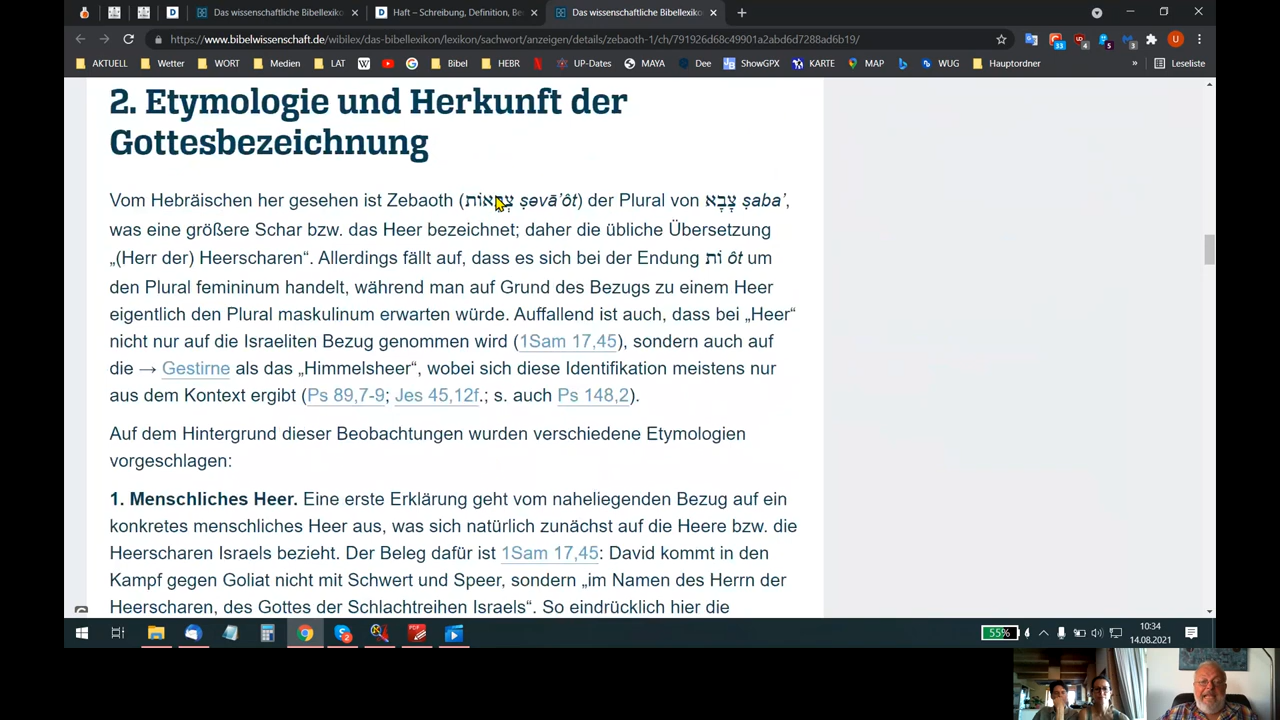 Das wissenschaftliche Bibellexiko
Haft – Schreibung, Definition, Be
Das wissenschaftliche Bibellexiko
https://www.bibelwissenschaft.de/wibilex/das-bibellexikon/lexikon/sachwort/anzeigen/details/zebaoth-1/ch/791926d68c49901a2abd6d7288ad6b19/
AKTUELL Wetter WORT Medien LAT YouTube Bibel HEBR UP-Dates MAYA Dee ShowGPX KARTE MAP WUG Hauptordner » Leseliste
2. Etymologie und Herkunft der
Gottesbezeichnung
Vom Hebräischen her gesehen ist Zebaoth (צְבָאוֹת ṣəvā’ôt) der Plural von צָבָא ṣaba’,
was eine größere Schar bzw. das Heer bezeichnet; daher die übliche Übersetzung
„(Herr der) Heerscharen“. Allerdings fällt auf, dass es sich bei der Endung וֹת ôt um
den Plural femininum handelt, während man auf Grund des Bezugs zu einem Heer
eigentlich den Plural maskulinum erwarten würde. Auffallend ist auch, dass bei „Heer“
nicht nur auf die Israeliten Bezug genommen wird (1Sam 17,45), sondern auch auf
die → Gestirne als das „Himmelsheer“, wobei sich diese Identifikation meistens nur
aus dem Kontext ergibt (Ps 89,7-9; Jes 45,12f.; s. auch Ps 148,2).
Auf dem Hintergrund dieser Beobachtungen wurden verschiedene Etymologien
vorgeschlagen:
1. Menschliches Heer. Eine erste Erklärung geht vom naheliegenden Bezug auf ein
konkretes menschliches Heer aus, was sich natürlich zunächst auf die Heere bzw. die
Heerscharen Israels bezieht. Der Beleg dafür ist 1Sam 17,45: David kommt in den
Kampf gegen Goliat nicht mit Schwert und Speer, sondern „im Namen des Herrn der
Heerscharen, des Gottes der Schlachtreihen Israels“. So eindrücklich hier die
55%
10:34
14.08.2021